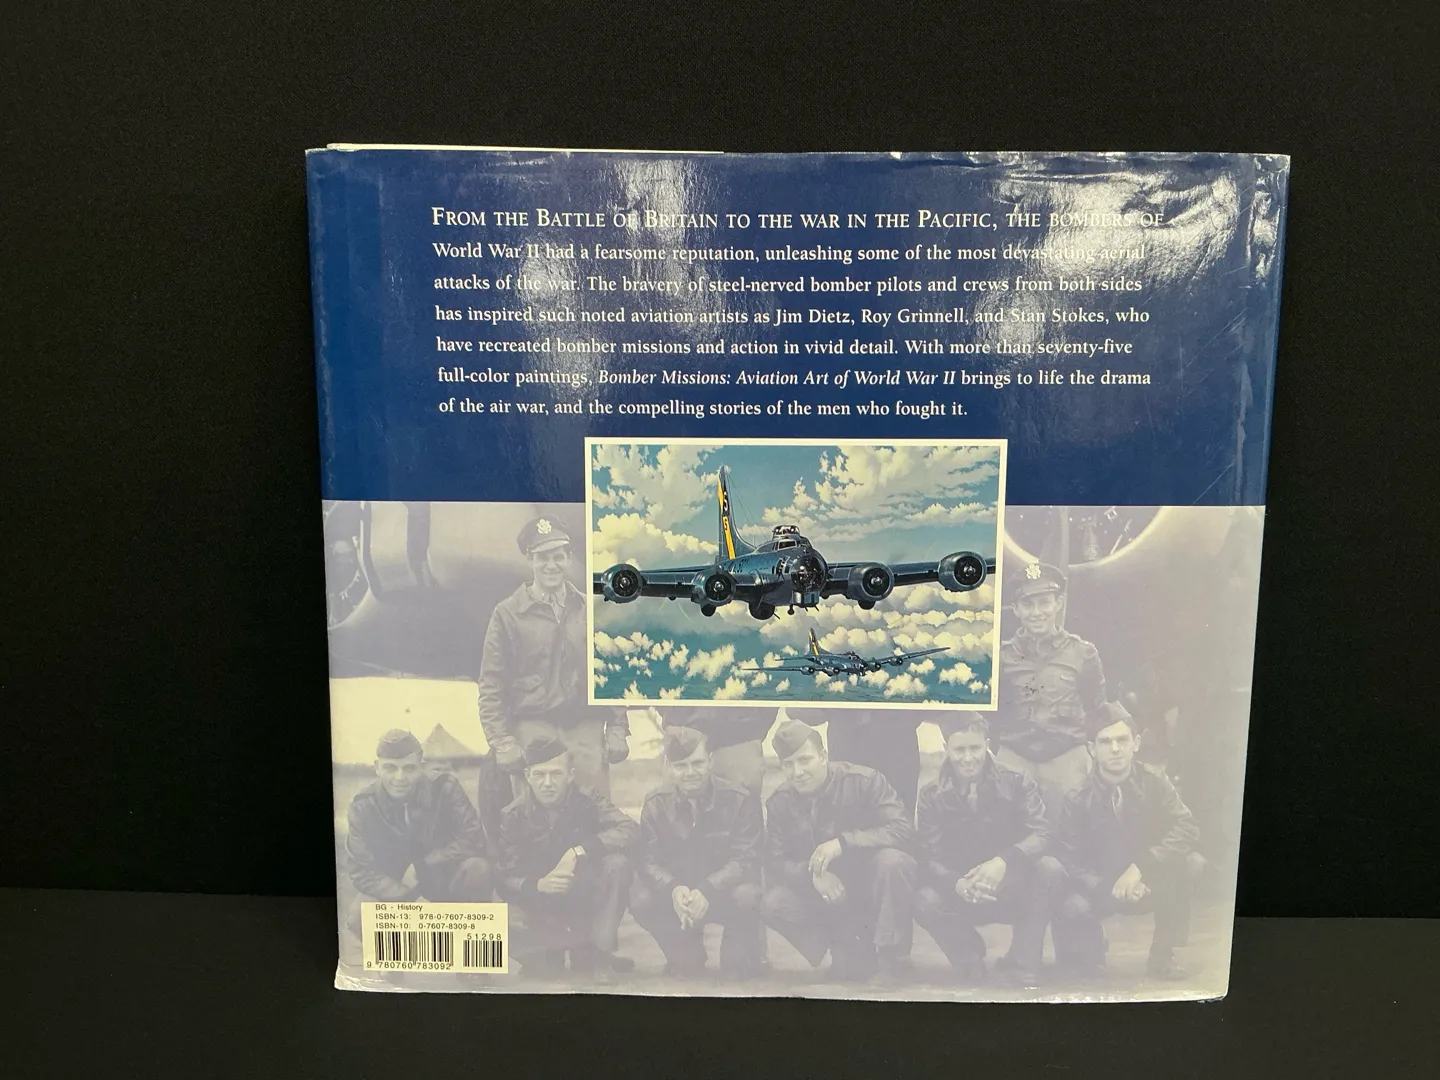 FROM THE BATTLE OF BRITAIN TO THE WAR IN THE PACIFIC, THE BOMBERS OF
World War II had a fearsome reputation, unleashing some of the most devastating aerial
attacks of the war. The bravery of steel-nerved bomber pilots and crews from both sides
has inspired such noted aviation artists as Jim Dietz, Roy Grinnell, and Stan Stokes, who
have recreated bomber missions and action in vivid detail. With more than seventy-five
full-color paintings, Bomber Missions: Aviation Art of World War II brings to life the drama
of the air war, and the compelling stories of the men who fought it.
BG - History
ISBN-13: 978-0-7607-8309-2
ISBN-10: 0-7607-8309-8
51298
9 780760 783092